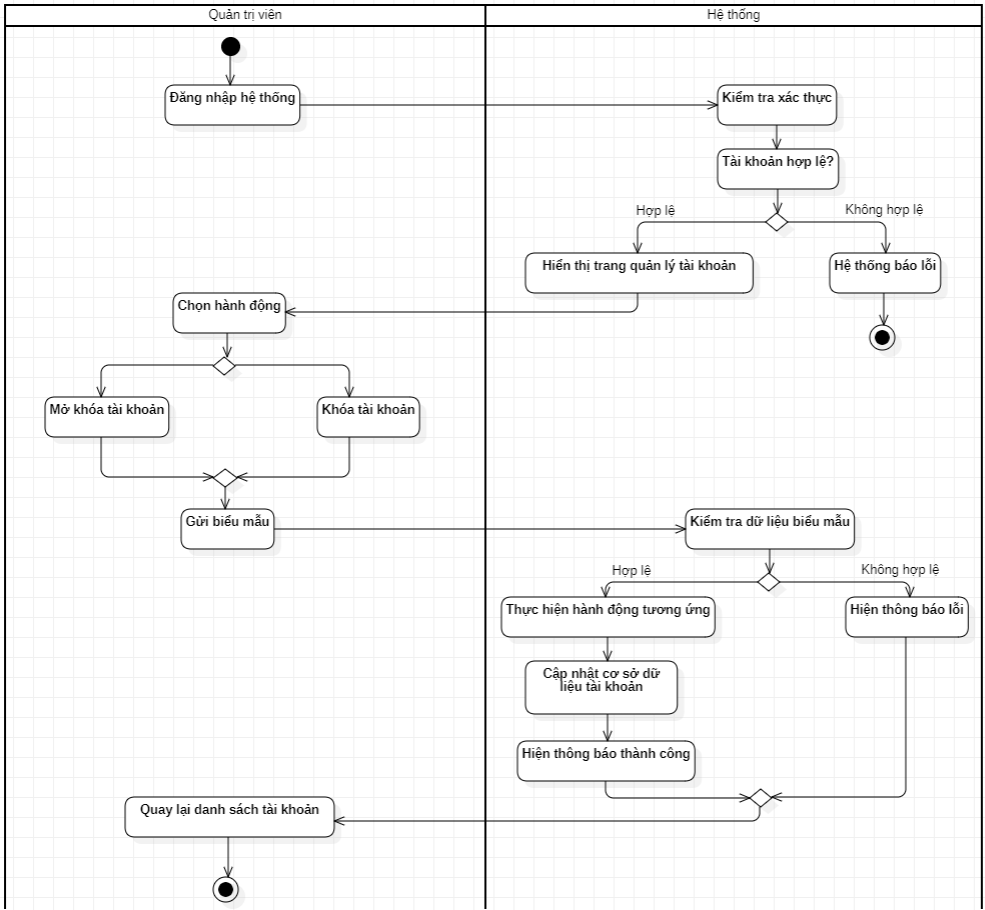 Quản trị viên
Hệ thống
Đăng nhập hệ thống
Kiểm tra xác thực
Tài khoản hợp lệ?
Hợp lệ
Không hợp lệ
Hiển thị trang quản lý tài khoản
Hệ thống báo lỗi
Chọn hành động
Mở khóa tài khoản
Khóa tài khoản
Gửi biểu mẫu
Kiểm tra dữ liệu biểu mẫu
Hợp lệ
Không hợp lệ
Thực hiện hành động tương ứng
Hiện thông báo lỗi
Cập nhật cơ sở dữ
liệu tài khoản
Hiện thông báo thành công
Quay lại danh sách tài khoản